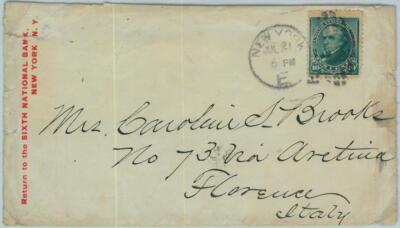 Return to the SIXTH NATIONAL BANK,
NEW YORK N. Y.
NEW YORK
JUL 21
6 PM
E
10
Mrs. Caroline S. Brooks
No 73 Via Aretina
Florence
Italy